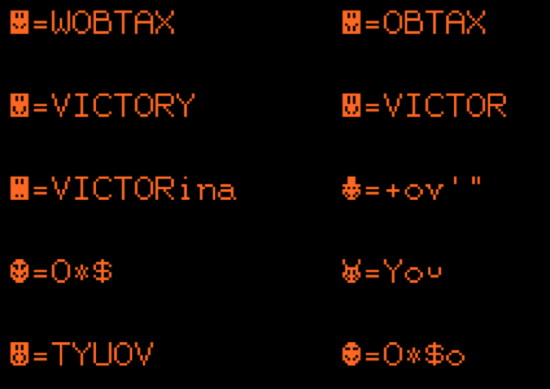 =WOBTAX =OBTAX
=VICTORY =VICTOR
=VICTORina =+ov'"
=O*$ =You
=TYUOV =O*$o